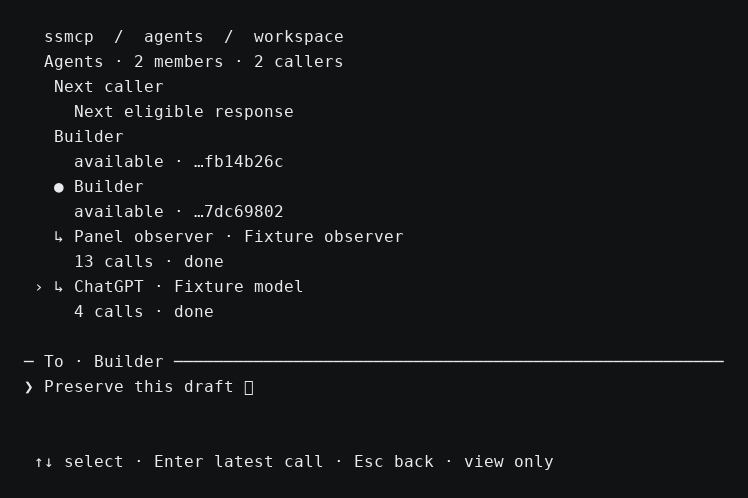 ssmcp  /  agents  /  workspace
Agents · 2 members · 2 callers
Next caller
Next eligible response
Builder
available · …fb14b26c
● Builder
available · …7dc69802
↳ Panel observer · Fixture observer
13 calls · done
› ↳ ChatGPT · Fixture model
4 calls · done
─ To · Builder ───────────────────────────────────────────────────────
❯ Preserve this draft
↑↓ select · Enter latest call · Esc back · view only